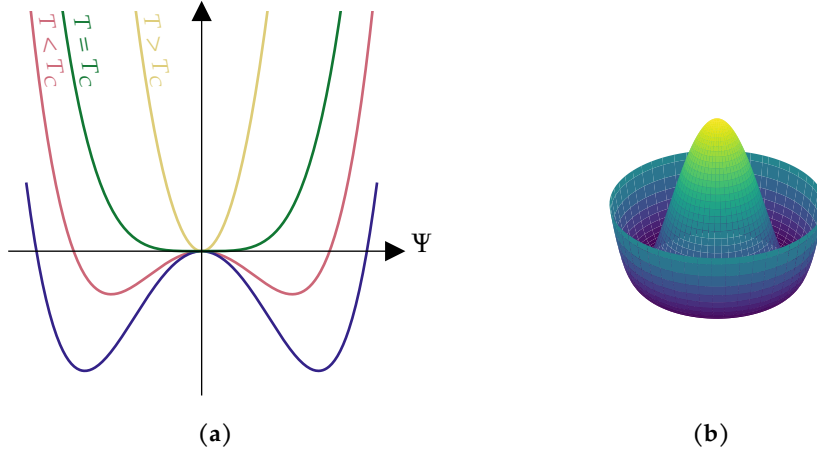 T < Tc
T = Tc
T > Tc
Ψ
(a)
(b)